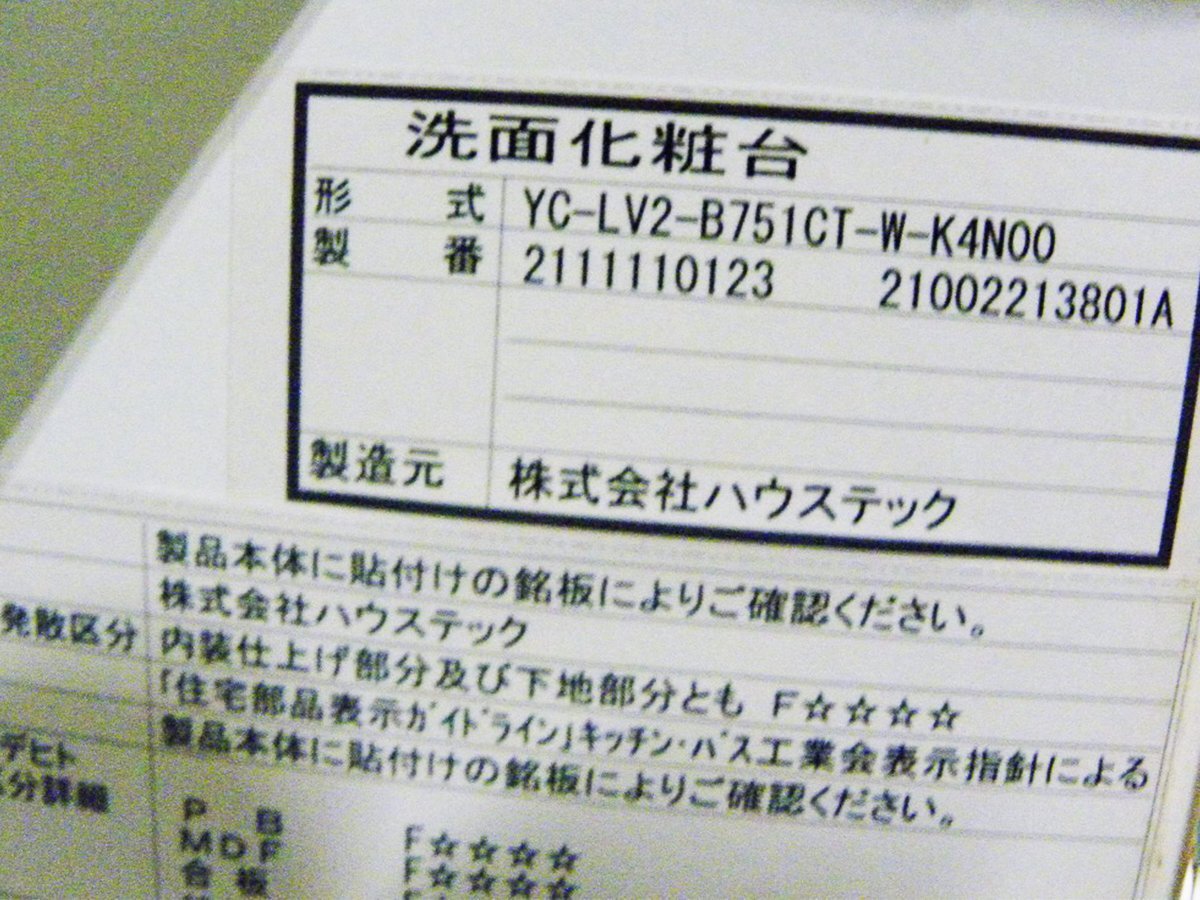 洗面化粧台
形 式 YC-LV2-B751CT-W-K4N00
製 番 2111110123 21002213801A
製造元 株式会社ハウステック
製品本体に貼付けの銘板によりご確認ください。
株式会社ハウステック
発散区分 内装仕上げ部分及び下地部分とも F☆☆☆☆
「住宅部品表示ガイドライン」キッチン・バス工業会表示指針による
デヒト 製品本体に貼付けの銘板によりご確認ください。
分詳細
P B F☆☆☆☆
MDF F☆☆☆☆
合板